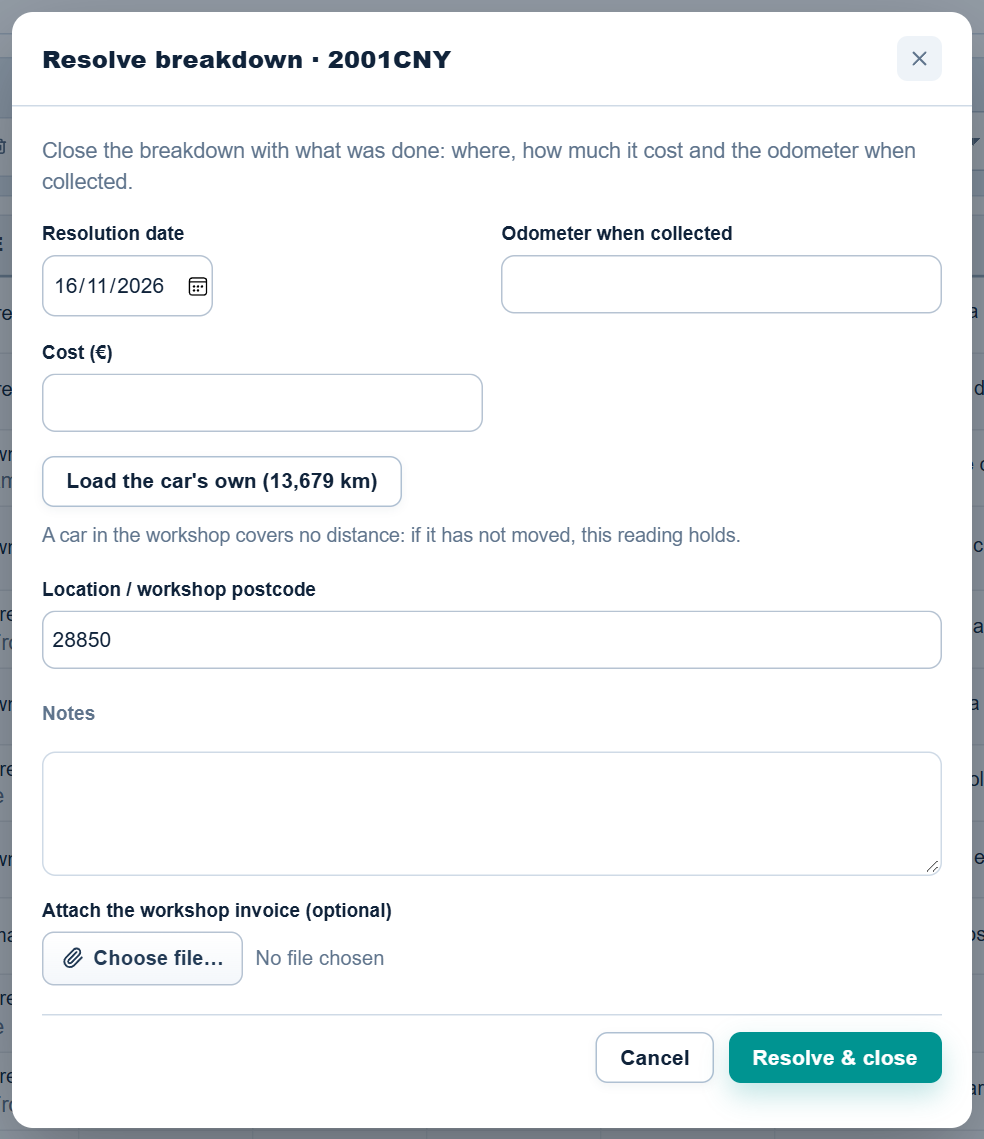 Resolve breakdown · 2001CNY
Close the breakdown with what was done: where, how much it cost and the odometer when
collected.
Resolution date
Odometer when collected
16/11/2026
Cost (€)
Load the car's own (13,679 km)
A car in the workshop covers no distance: if it has not moved, this reading holds.
Location / workshop postcode
28850
Notes
Attach the workshop invoice (optional)
Choose file...
No file chosen
Cancel
Resolve & close